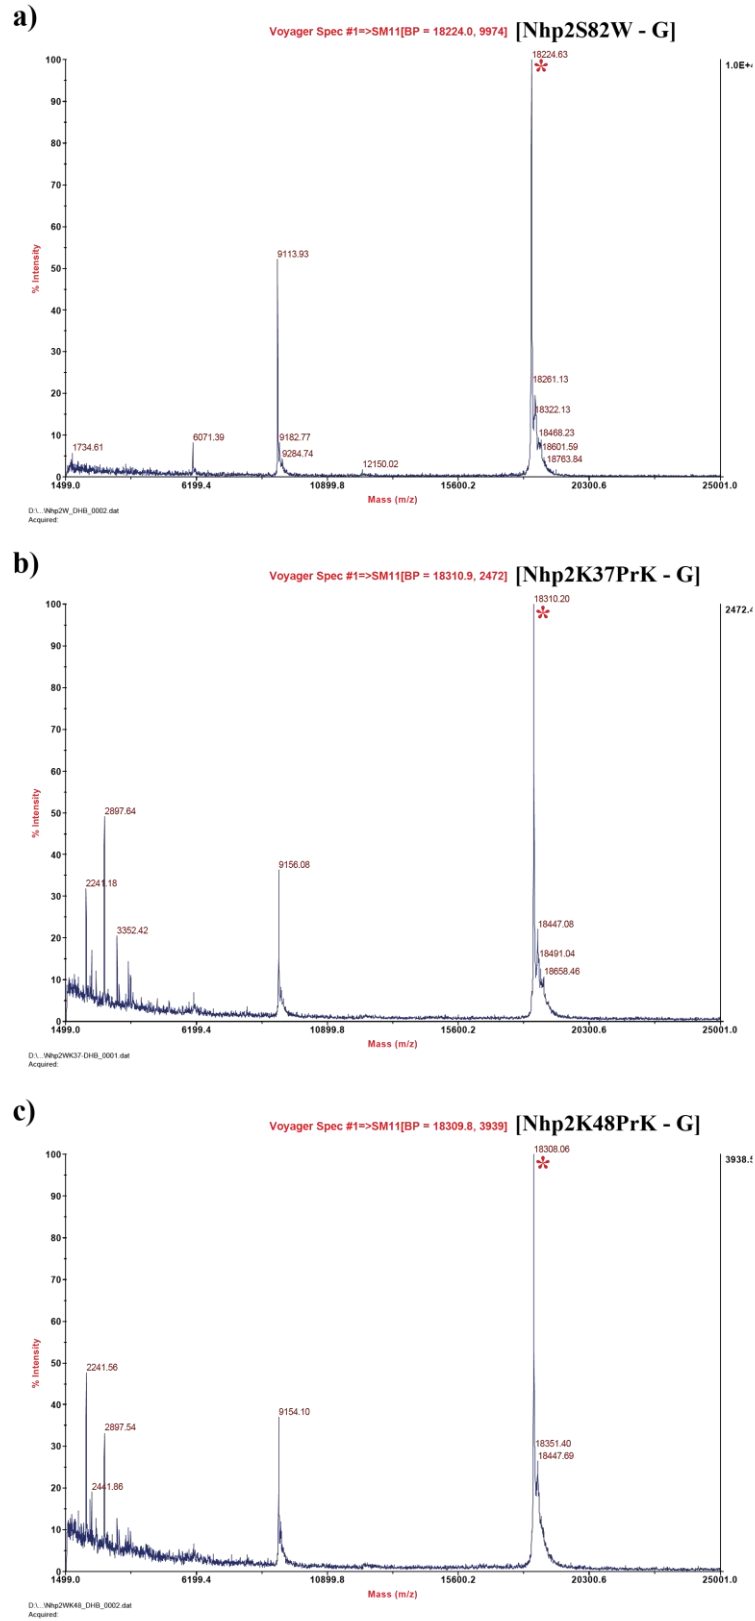 a)
Voyager Spec #1=>SM11[BP = 18224.0, 9974] [Nhp2S82W - G]
18224.63
*
100
1.0E+4
90
80
70
60
% Intensity
9113.93
50
40
30
18261.13
20
18322.13
18468.23
10
1734.61
6071.39
9182.77
18601.59
9284.74
12150.02
18763.84
0
1499.0 6199.4 10899.8 15600.2 20300.6 25001.0
Mass (m/z)
D:\...\Nhp2W_DHB_0002.dat
Acquired:
b)
Voyager Spec #1=>SM11[BP = 18310.9, 2472] [Nhp2K37PrK - G]
18310.20
*
100
2472.4
90
80
70
60
% Intensity
2897.64
50
40
9156.08
2241.18
30
3352.42
18447.08
20
18491.04
18658.46
10
0
1499.0 6199.4 10899.8 15600.2 20300.6 25001.0
Mass (m/z)
D:\...\Nhp2WK37-DHB_0001.dat
Acquired:
c)
Voyager Spec #1=>SM11[BP = 18309.8, 3939] [Nhp2K48PrK - G]
18308.06
*
100
3938.5
90
80
70
60
% Intensity
2241.56
50
40
9154.10
2897.54
30
18351.40
18447.69
2441.86
20
10
0
1499.0 6199.4 10899.8 15600.2 20300.6 25001.0
Mass (m/z)
D:\...\Nhp2WK48_DHB_0002.dat
Acquired: